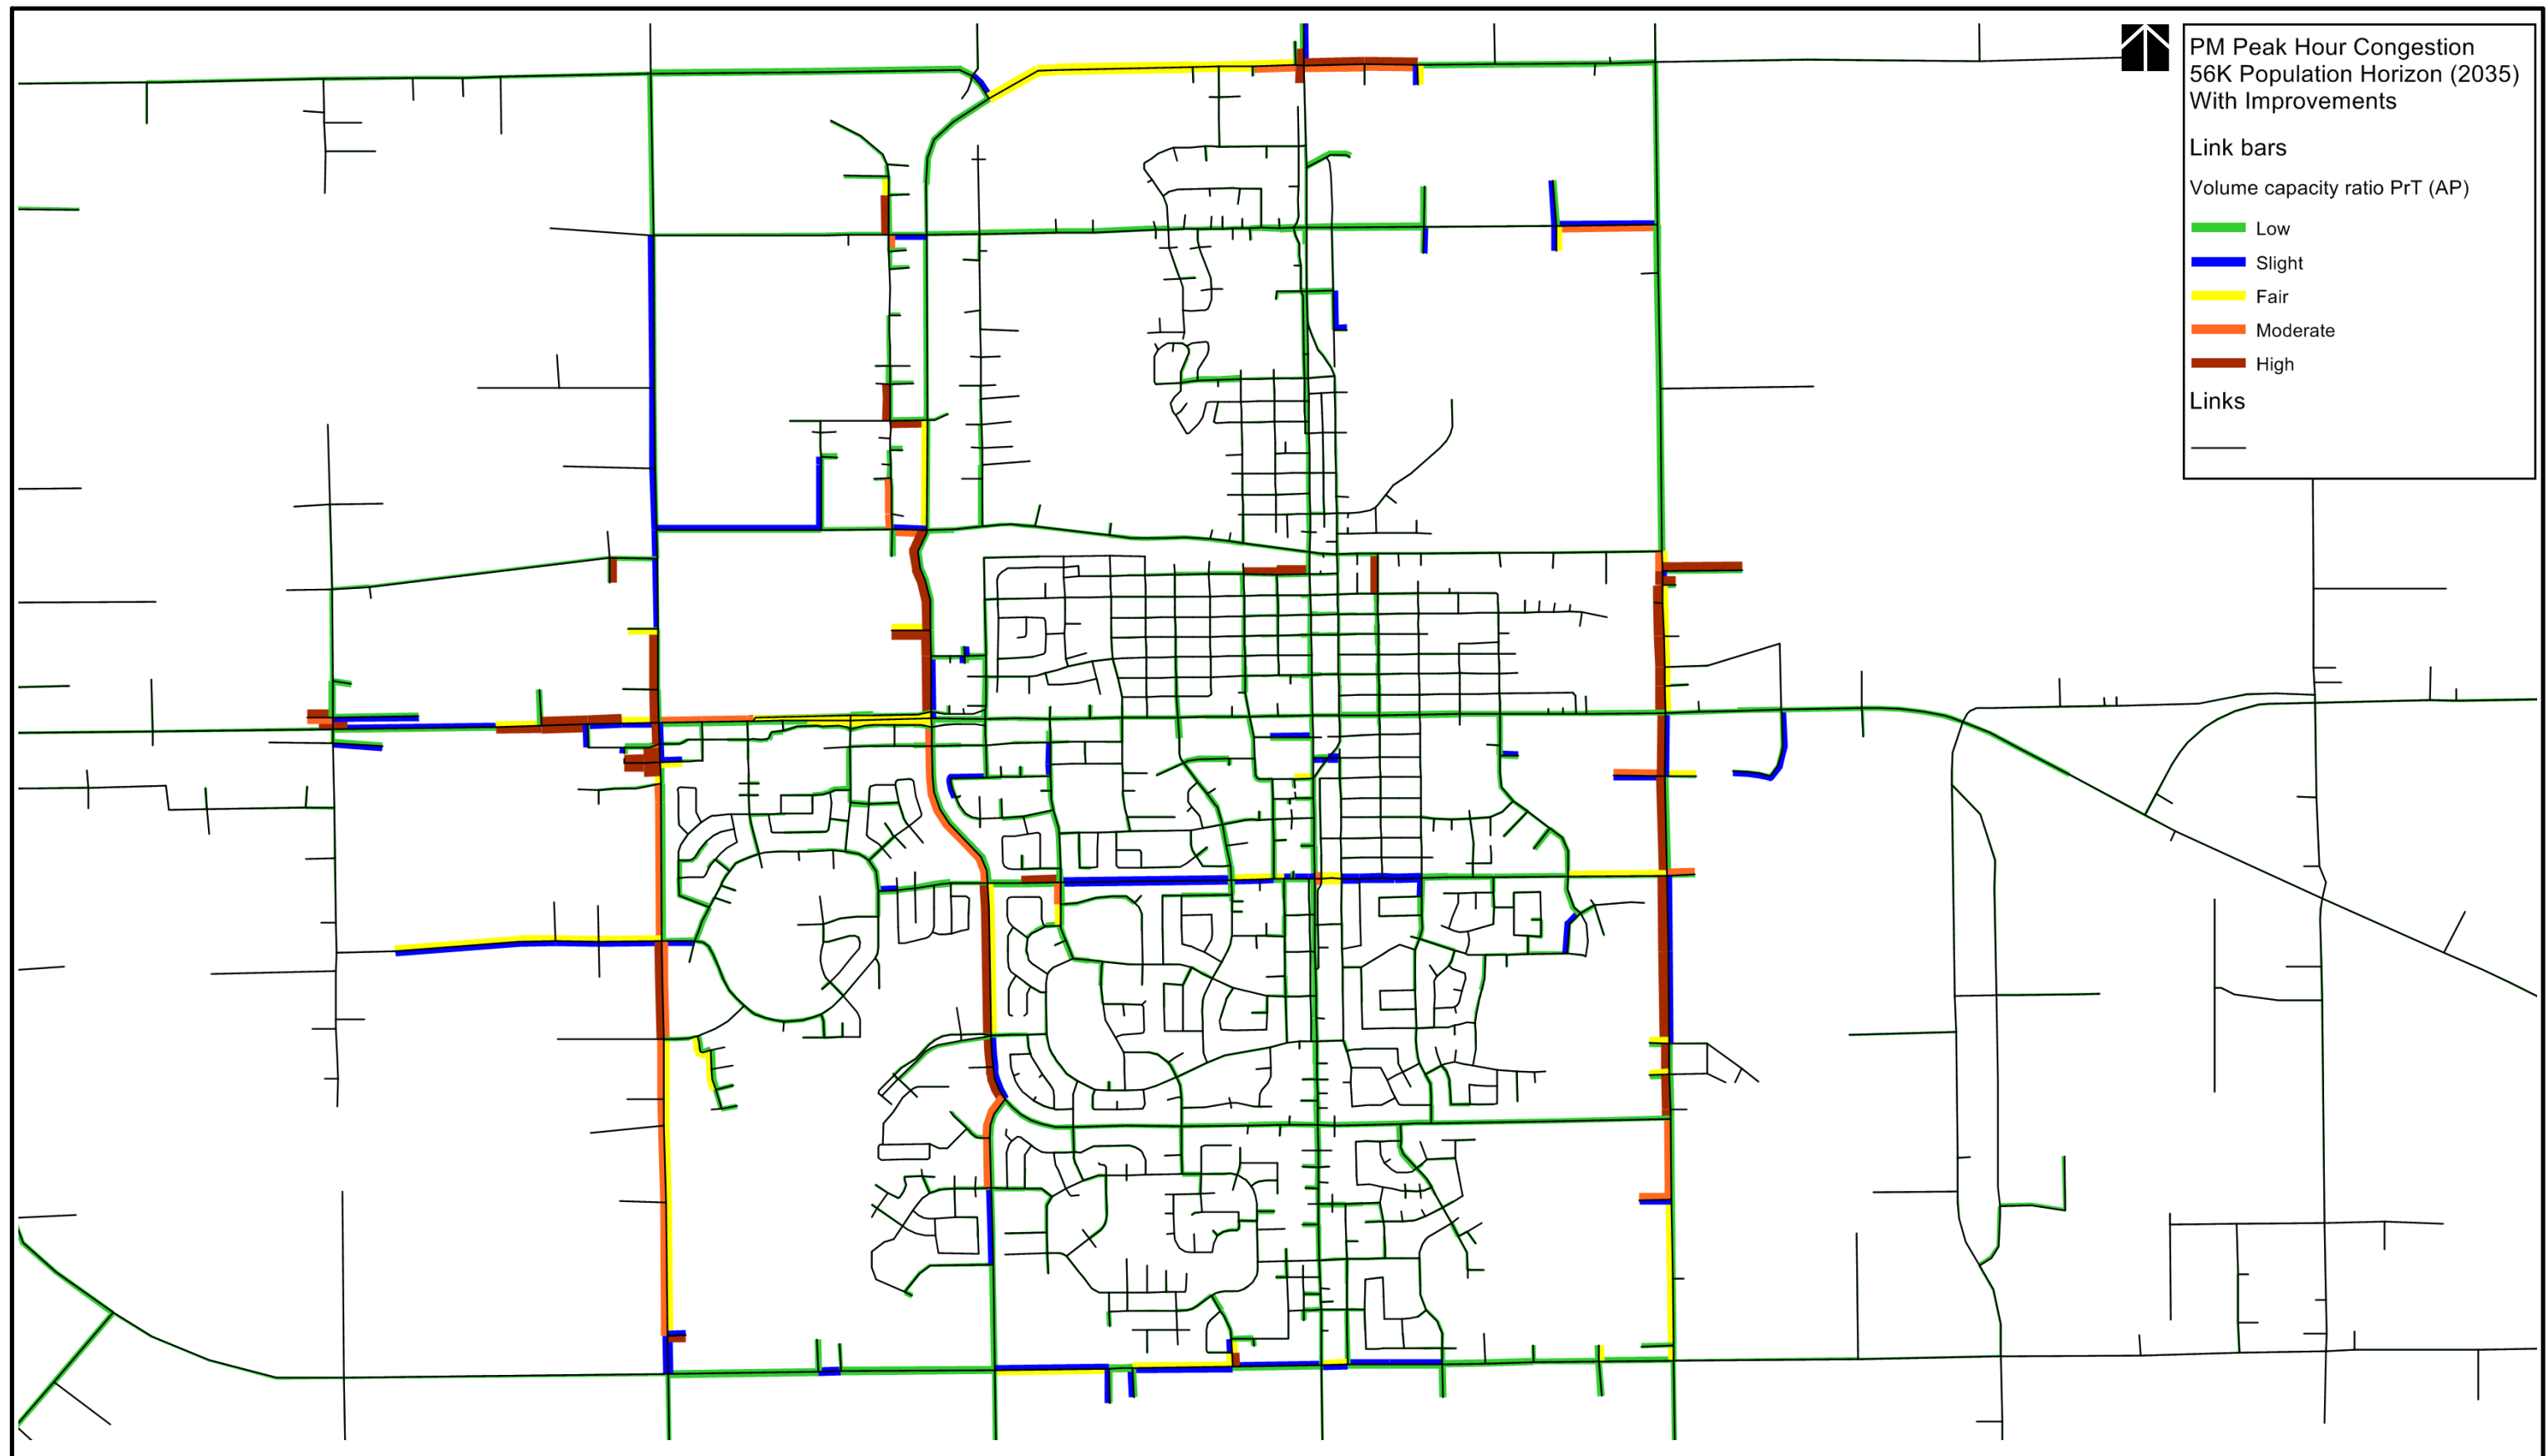 PM Peak Hour Congestion
56K Population Horizon (2035)
With Improvements
Link bars
Volume capacity ratio PrT (AP)
Low
Slight
Fair
Moderate
High
Links